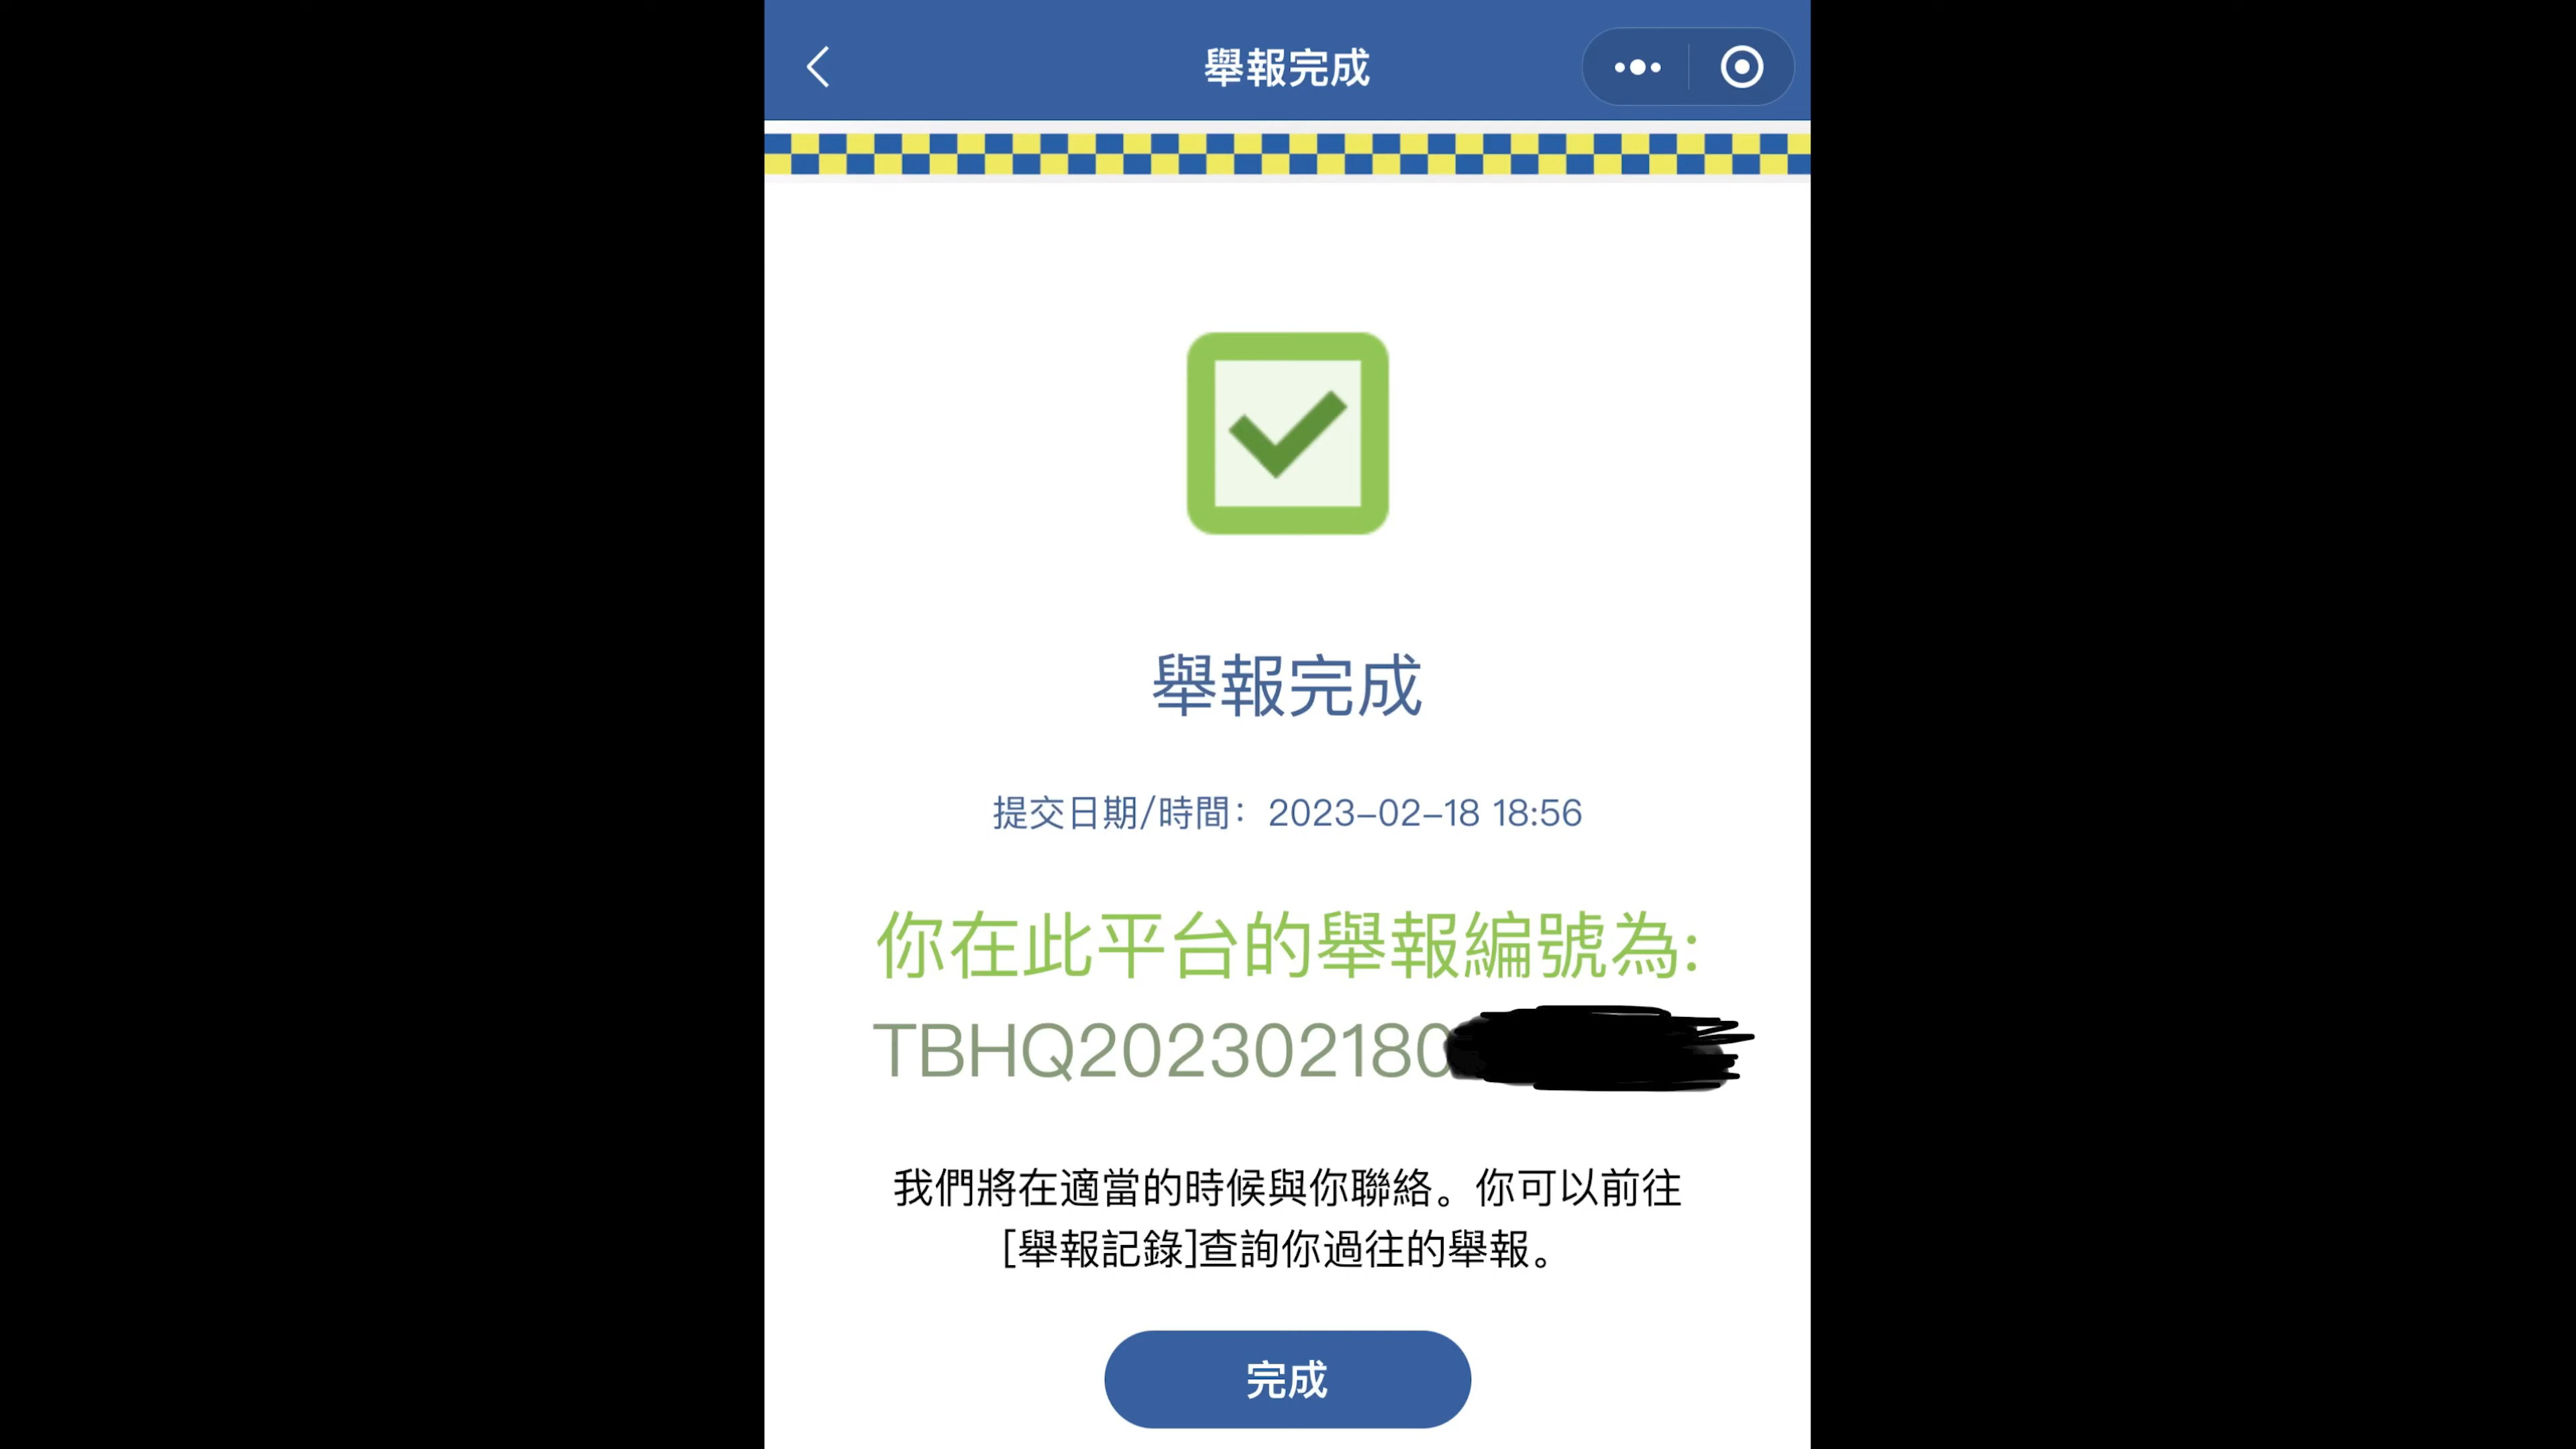 舉報完成
舉報完成
提交日期/時間：2023-02-18 18:56
你在此平台的舉報編號為:
TBHQ202302180
我們將在適當的時候與你聯絡。你可以前往
[舉報記錄]查詢你過往的舉報。
完成